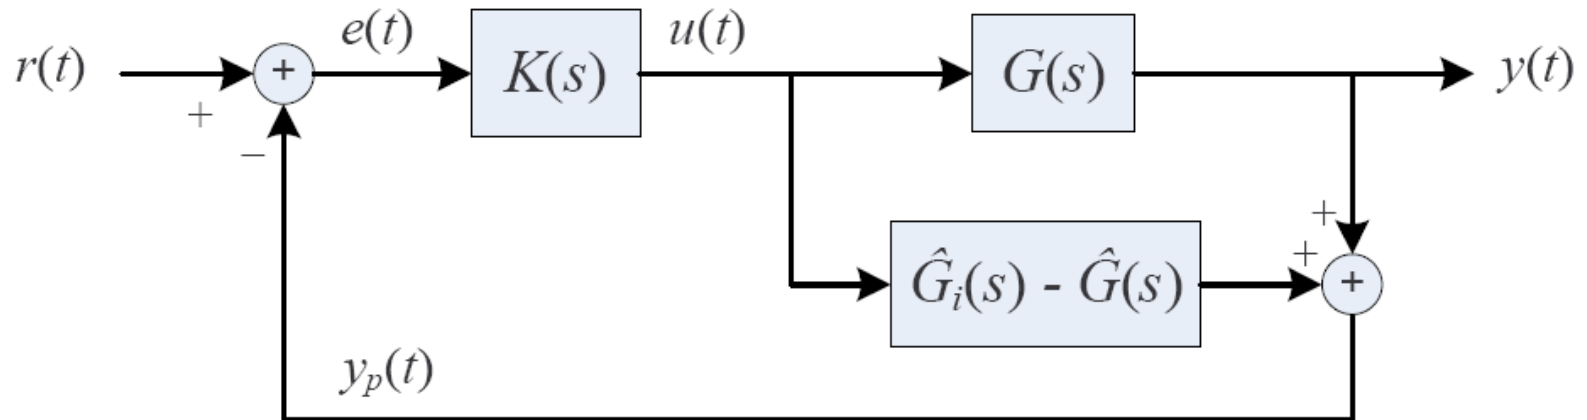 r(t)
+
−
+
e(t)
K(s)
u(t)
G(s)
y(t)
+
+
Ĝᵢ(s) - Ĝ(s)
+
yₚ(t)